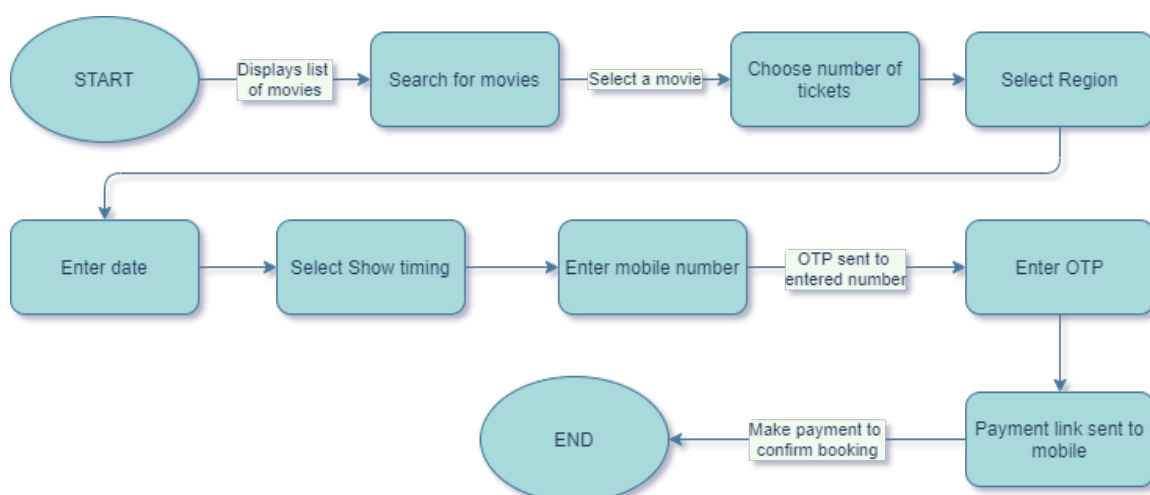 START
Displays list
of movies
Search for movies
Select a movie
Choose number of
tickets
Select Region
Enter date
Select Show timing
Enter mobile number
OTP sent to
entered number
Enter OTP
Payment link sent to
mobile
Make payment to
confirm booking
END